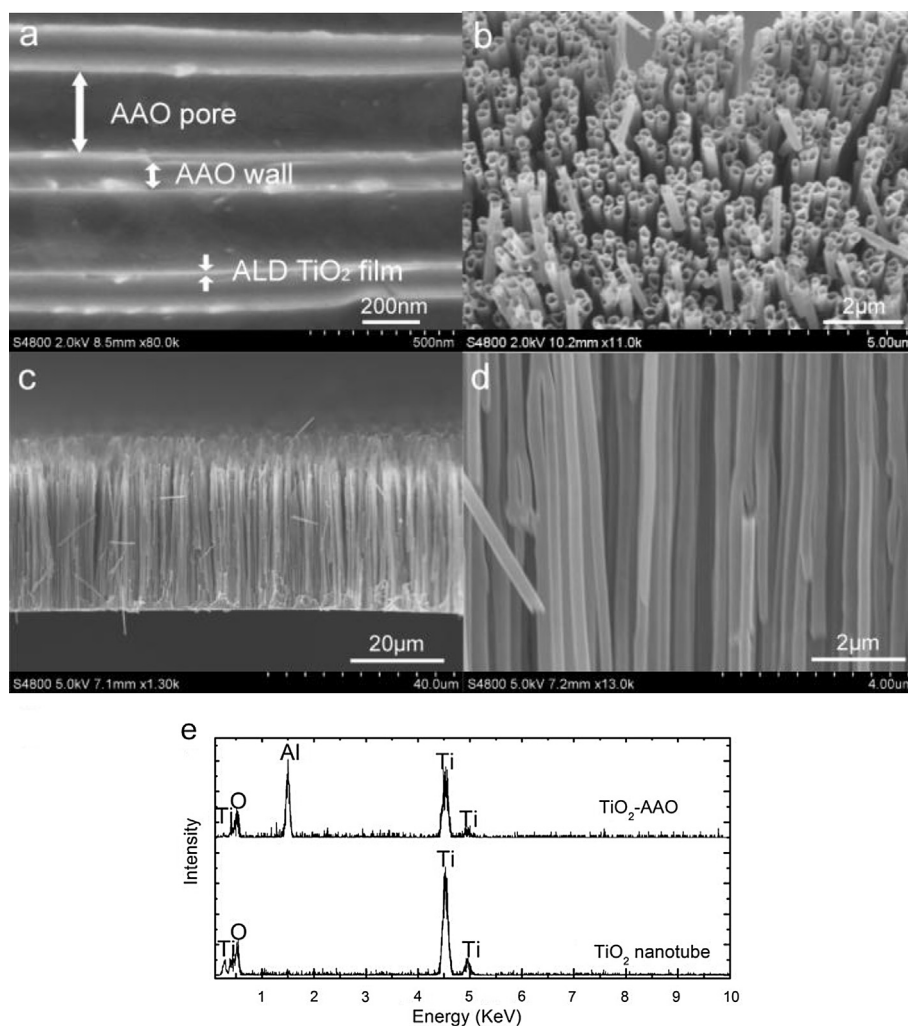 a
AAO pore
AAO wall
ALD TiO₂ film
200nm
S4800 2.0kV 8.5mm x80.0k 500nm
b
2μm
S4800 2.0kV 10.2mm x11.0k 5.00um
c
20μm
S4800 5.0kV 7.1mm x1.30k 40.0um
d
2μm
S4800 5.0kV 7.2mm x13.0k 4.00um
e
Al
Ti
Ti O
Ti
TiO₂-AAO
Intensity
Ti
Ti O
Ti
TiO₂ nanotube
1 2 3 4 5 6 7 8 9 10
Energy (KeV)